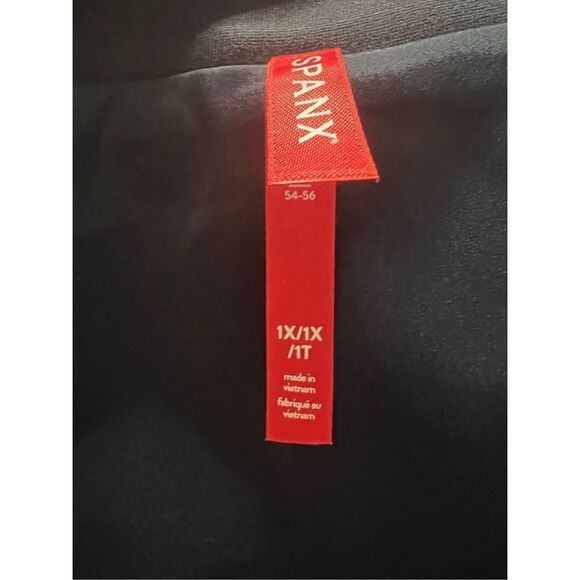 SPANX
54-56
1X/1X
/1T
made in
vietnam
fabriqué au
vietnam